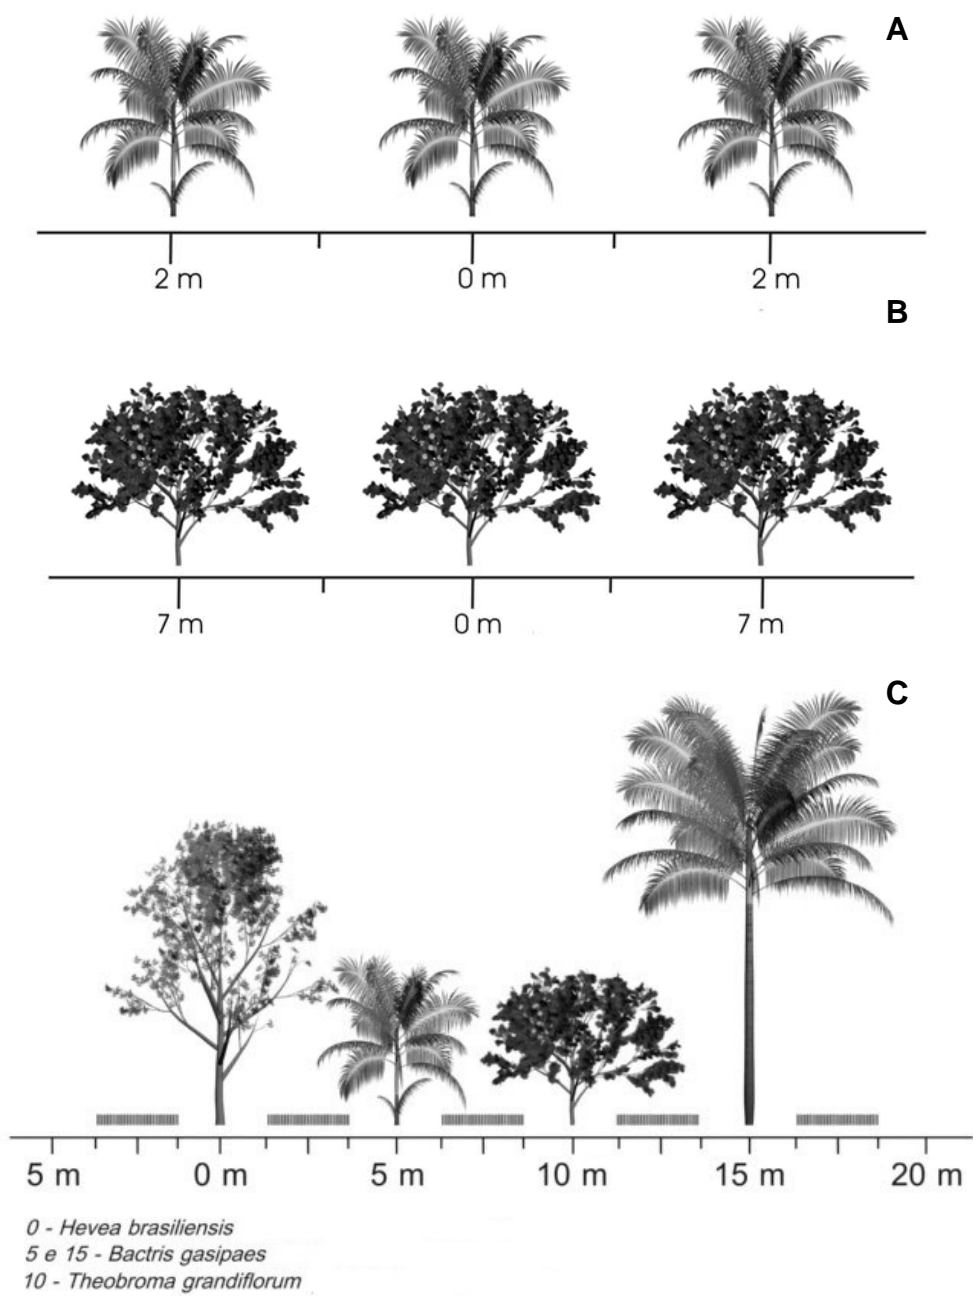 A
2 m 0 m 2 m
B
7 m 0 m 7 m
C
5 m 0 m 5 m 10 m 15 m 20 m
0 - Hevea brasiliensis
5 e 15 - Bactris gasipaes
10 - Theobroma grandiflorum